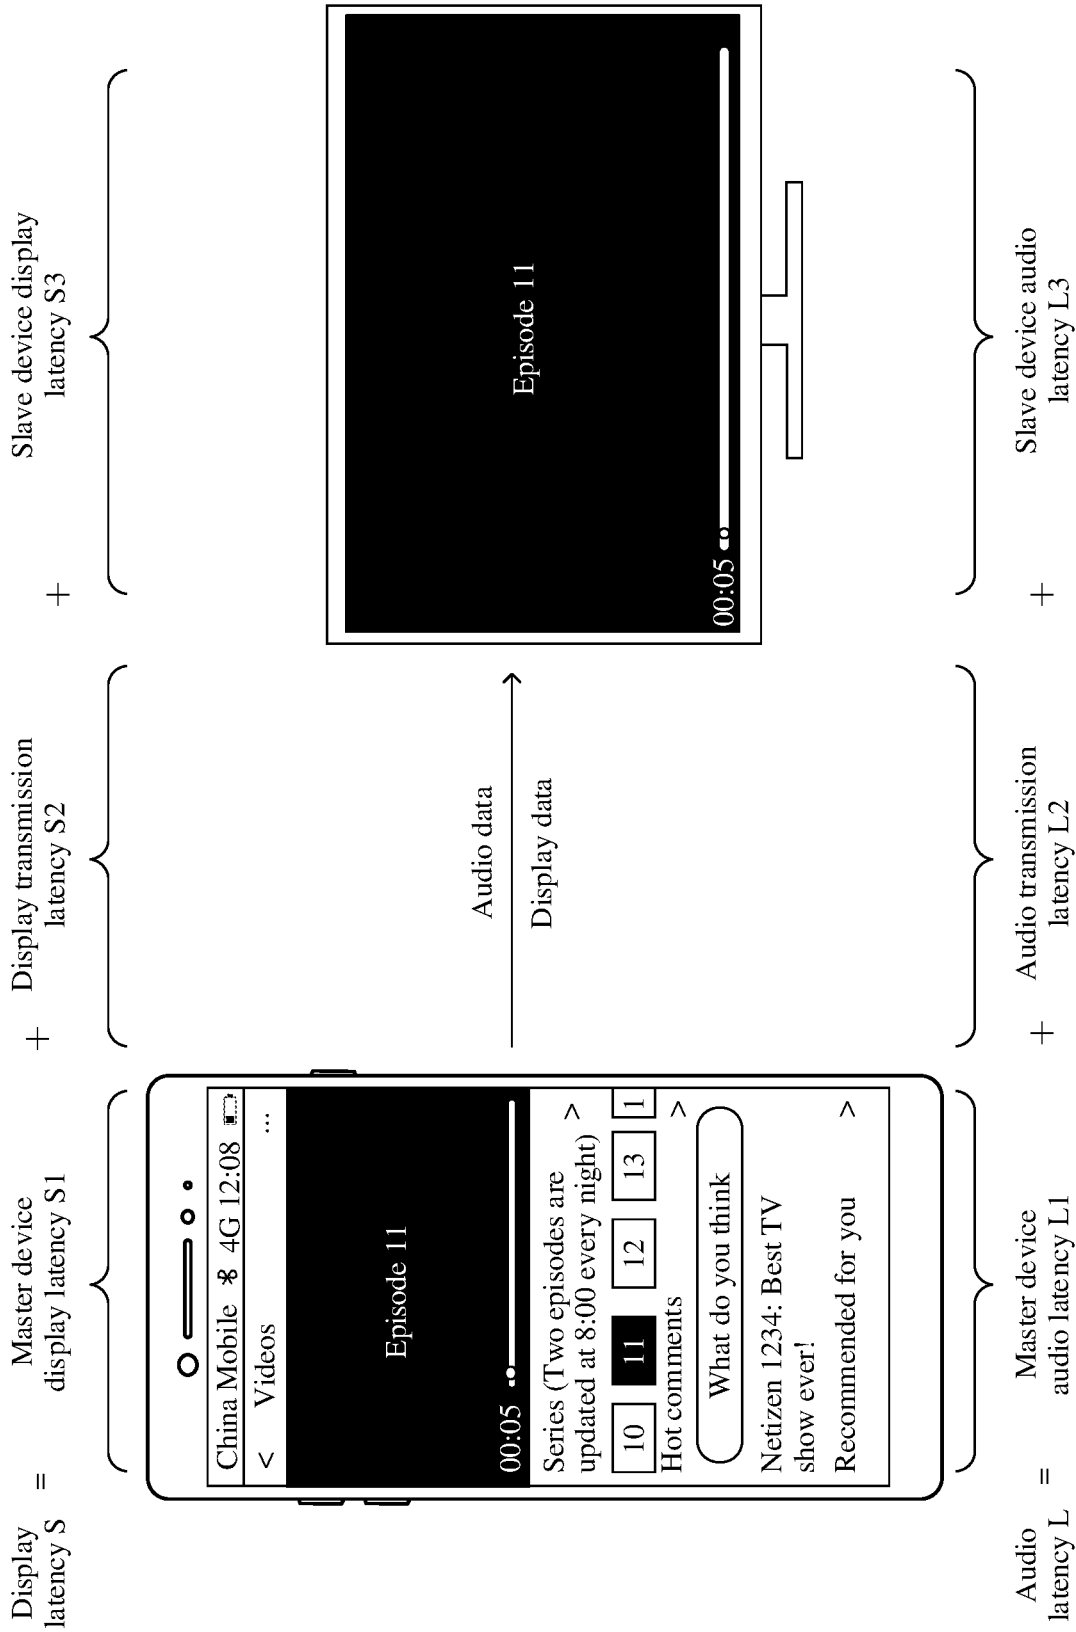 Display
latency S
=
Master device
display latency S1
+
Display transmission
latency S2
+
Slave device display
latency S3
China Mobile 4G 12:08
< Videos ...
Episode 11
00:05
Series (Two episodes are
updated at 8:00 every night) >
10 11 12 13 1
Hot comments >
What do you think
Netizen 1234: Best TV
show ever!
Recommended for you >
Audio data
Display data
Episode 11
00:05
Audio
latency L
=
Master device
audio latency L1
+
Audio transmission
latency L2
+
Slave device audio
latency L3